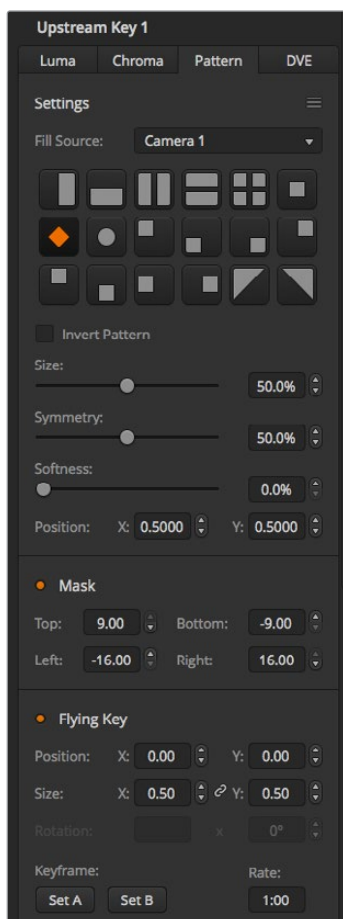 Upstream Key 1
Luma Chroma Pattern DVE
Settings
Fill Source: Camera 1
Invert Pattern
Size:
50.0%
Symmetry:
50.0%
Softness:
0.0%
Position: X: 0.5000 Y: 0.5000
Mask
Top: 9.00 Bottom: -9.00
Left: -16.00 Right: 16.00
Flying Key
Position: X: 0.00 Y: 0.00
Size: X: 0.50 Y: 0.50
Rotation: x 0°
Keyframe: Rate:
Set A Set B 1:00